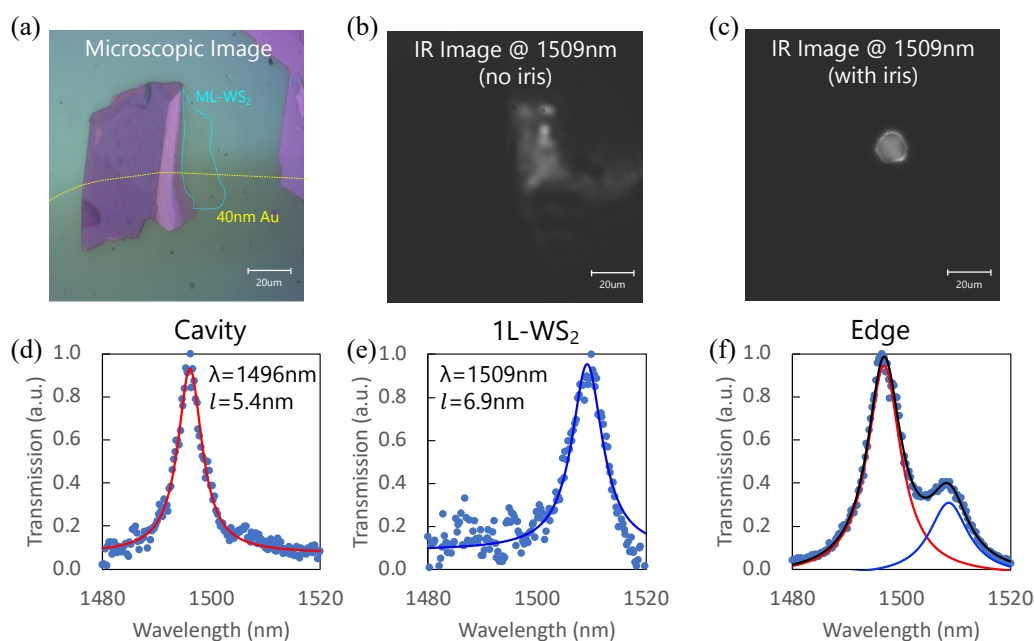 (a)
Microscopic Image
ML-WS₂
40nm Au
20um
(b)
IR Image @ 1509nm
(no iris)
20um
(c)
IR Image @ 1509nm
(with iris)
20um
(d)
Cavity
λ=1496nm
l=5.4nm
1.0
0.8
0.6
0.4
0.2
0.0
Transmission (a.u.)
1480
1500
1520
Wavelength (nm)
(e)
1L-WS₂
λ=1509nm
l=6.9nm
1.0
0.8
0.6
0.4
0.2
0.0
Transmission (a.u.)
1480
1500
1520
Wavelength (nm)
(f)
Edge
1.0
0.8
0.6
0.4
0.2
0.0
Transmission (a.u.)
1480
1500
1520
Wavelength (nm)